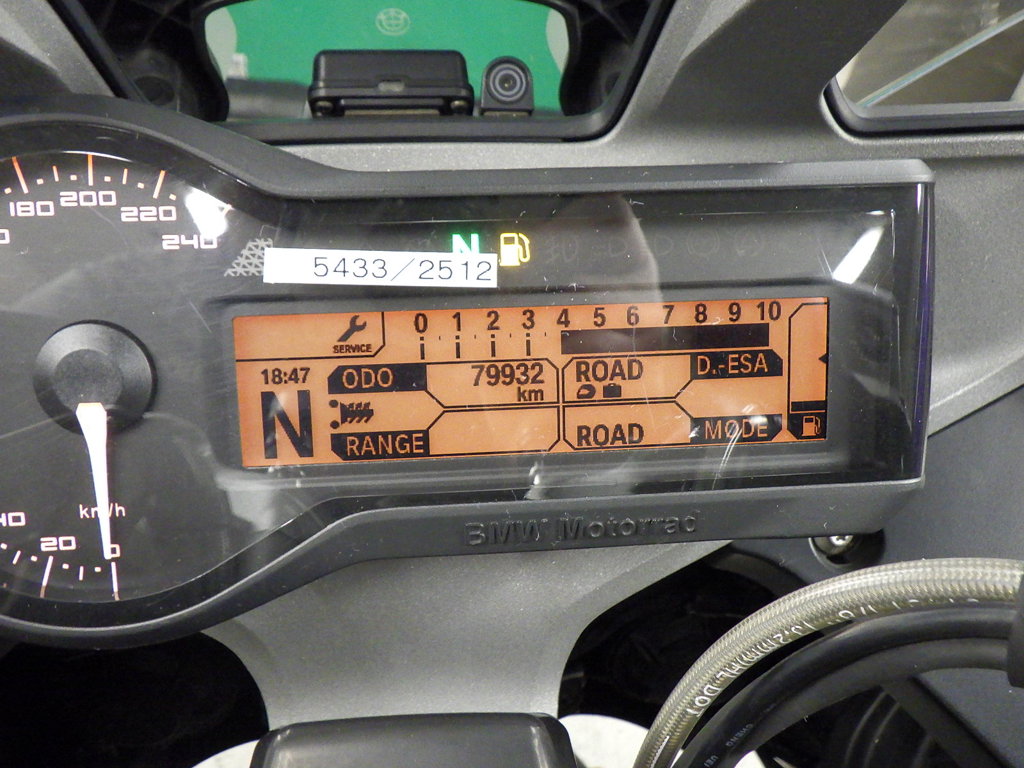 180 200 220 240
N
5433/2512
SERVICE
0 1 2 3 4 5 6 7 8 9 10
18:47
N
ODO 79932 km
RANGE
ROAD D.-ESA
ROAD MODE
km/h
20 0
BMW Motorrad